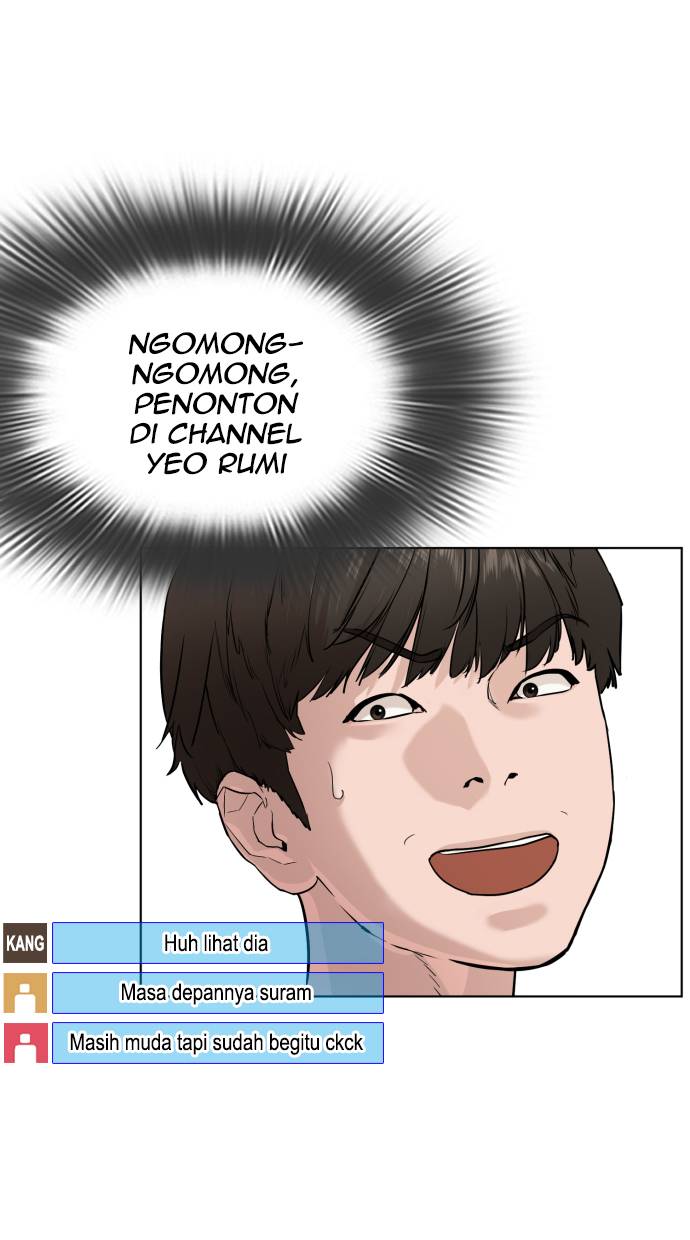 NGOMONG-
NGOMONG,
PENONTON
DI CHANNEL
YEO RUMI
KANG Huh lihat dia
Masa depannya suram
Masih muda tapi sudah begitu ckck